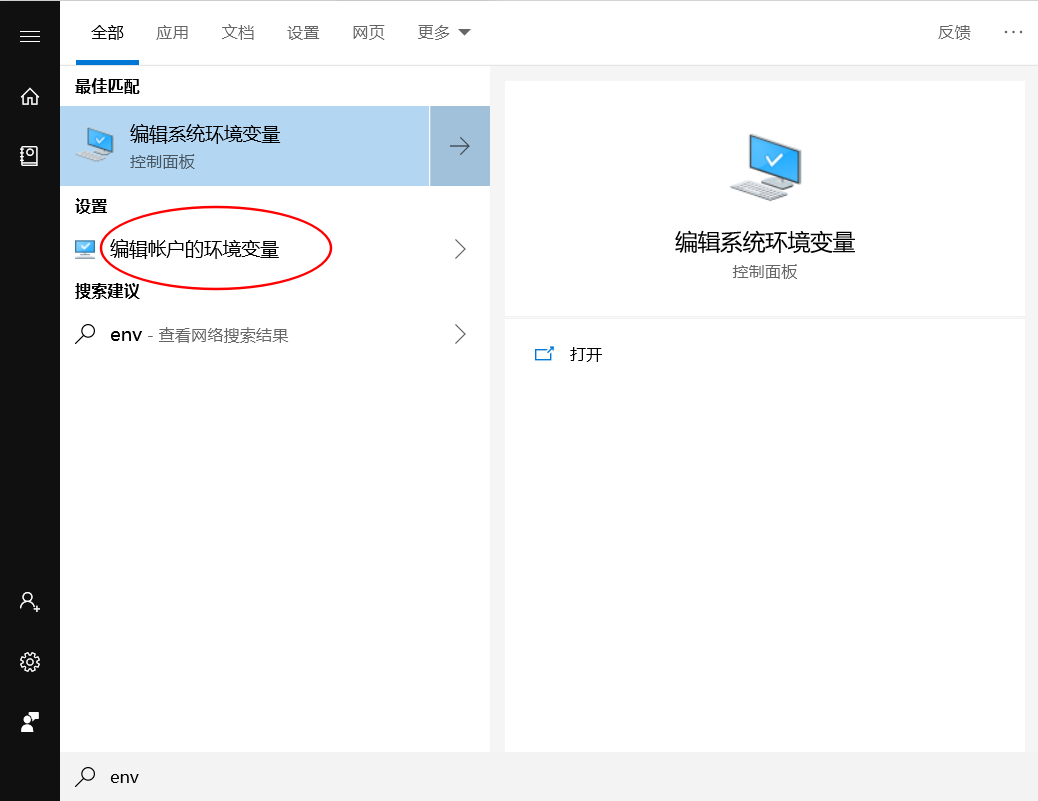 全部 应用 文档 设置 网页 更多 反馈 ···
最佳匹配
编辑系统环境变量
控制面板
设置
编辑帐户的环境变量
搜索建议
env - 查看网络搜索结果
编辑系统环境变量
控制面板
打开
env